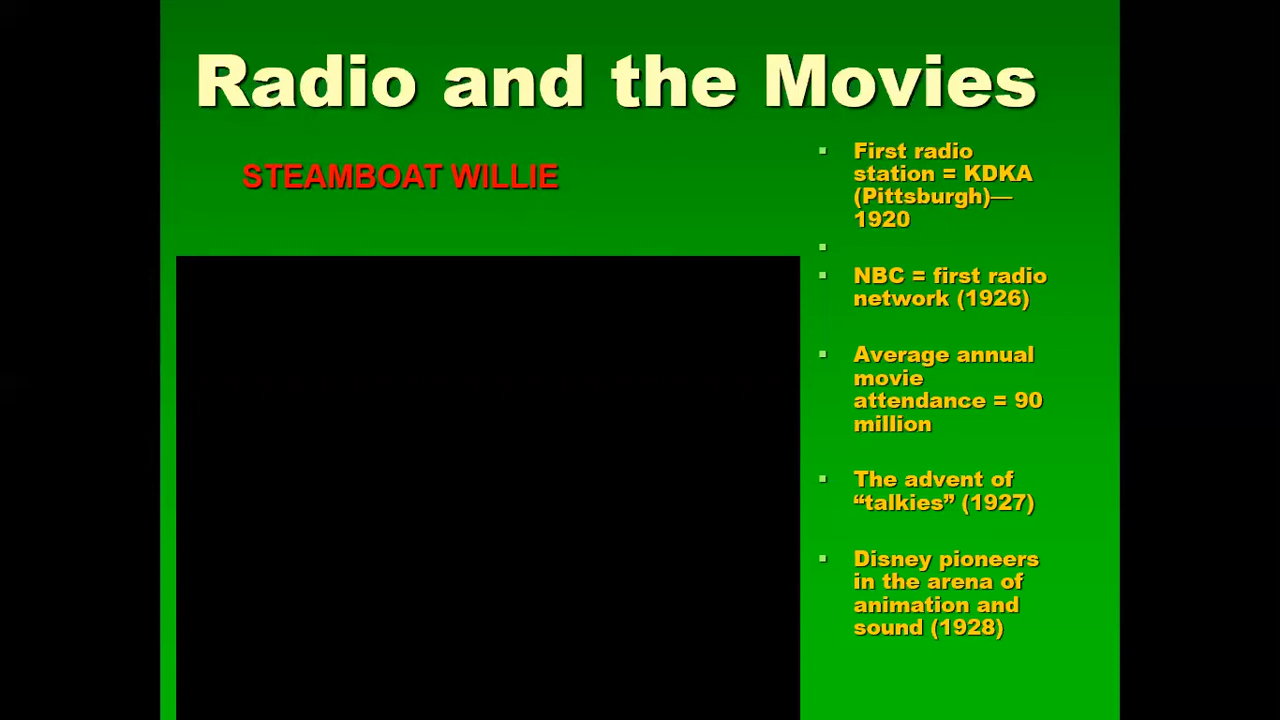 Radio and the Movies
STEAMBOAT WILLIE
First radio
station = KDKA
(Pittsburgh)—
1920
NBC = first radio
network (1926)
Average annual
movie
attendance = 90
million
The advent of
“talkies” (1927)
Disney pioneers
in the arena of
animation and
sound (1928)